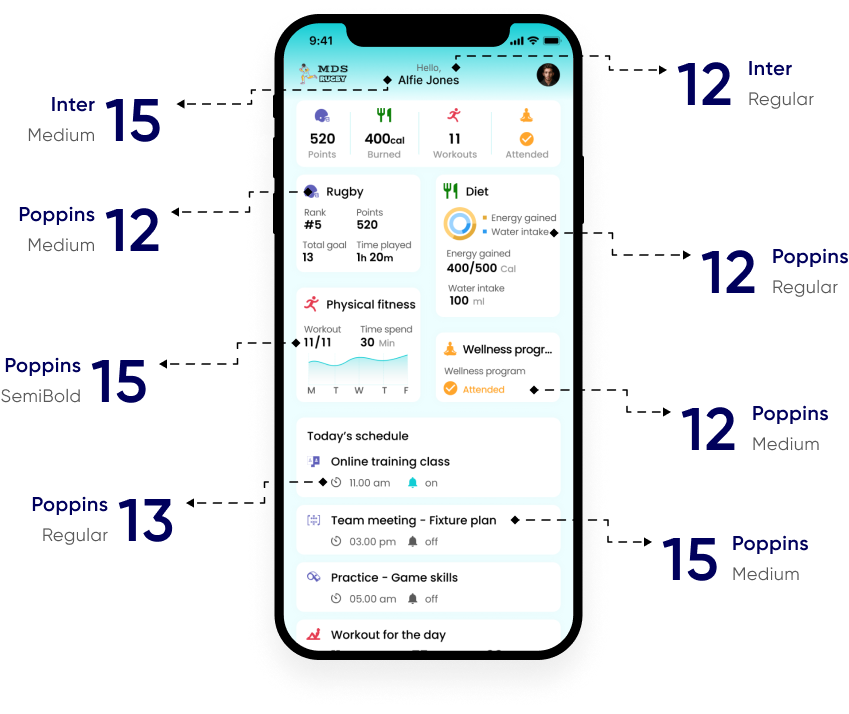 9:41
MDS
RUGBY
Hello,
Alfie Jones
Inter
Medium
15
12
Inter
Regular
520
Points
400cal
Burned
11
Workouts
Attended
Poppins
Medium
12
Rugby
Rank
#5
Points
520
Total goal
13
Time played
1h 20m
Diet
Energy gained
Water intake
Energy gained
400/500 Cal
Water intake
100 ml
12
Poppins
Regular
Physical fitness
Workout
11/11
Time spend
30 Min
M T W T F
Poppins
SemiBold
15
Wellness progr...
Wellness program
Attended
12
Poppins
Medium
Today's schedule
Online training class
11.00 am on
Poppins
Regular
13
Team meeting - Fixture plan
03.00 pm off
15
Poppins
Medium
Practice - Game skills
05.00 am off
Workout for the day